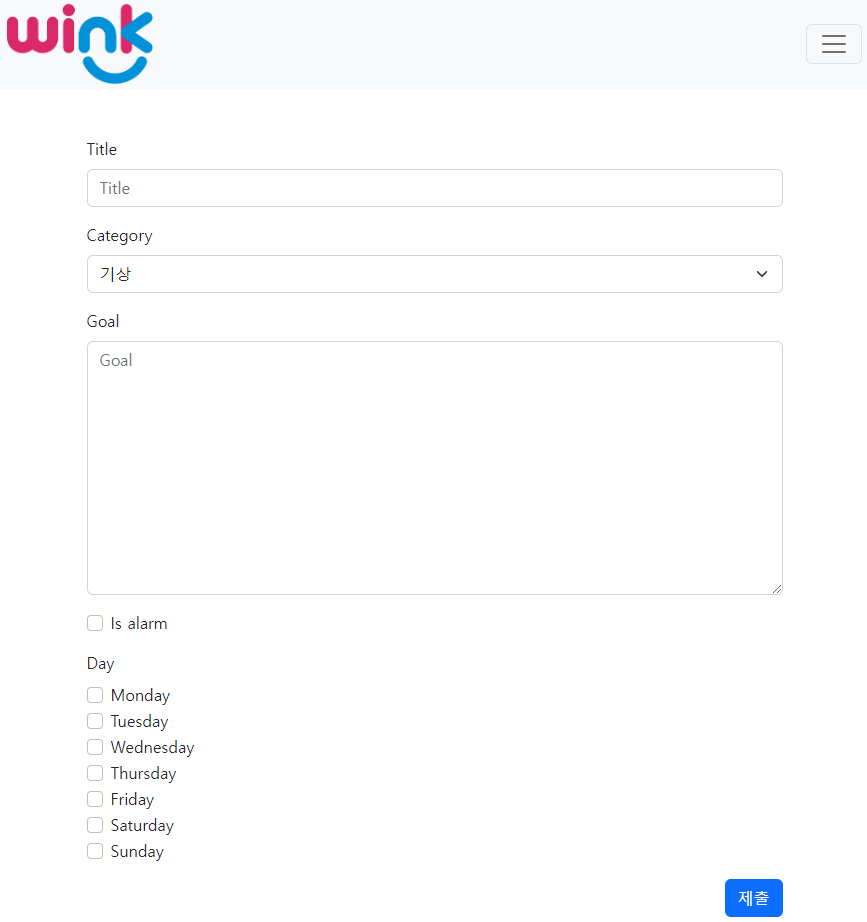 wink
Title
Title
Category
기상
Goal
Goal
Is alarm
Day
Monday
Tuesday
Wednesday
Thursday
Friday
Saturday
Sunday
제출